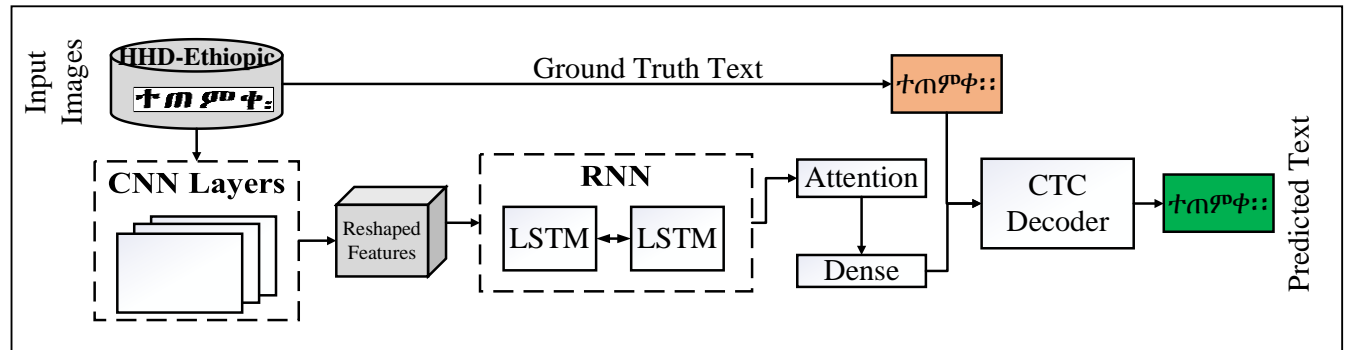 Input Images
HHD-Ethiopic
ተጠምቀ፡
Ground Truth Text
ተጠምቀ፡፡
CNN Layers
Reshaped
Features
RNN
LSTM
LSTM
Attention
Dense
CTC
Decoder
ተጠምቀ፡፡
Predicted Text